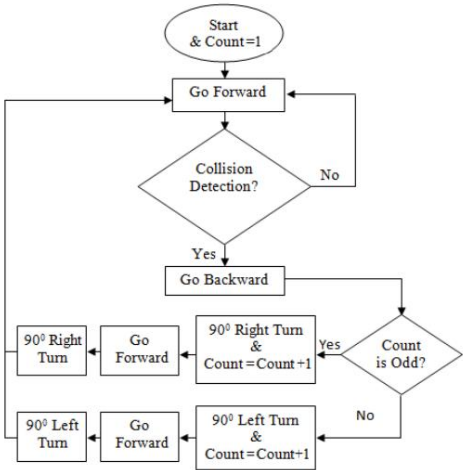 Start
& Count=1
Go Forward
Collision
Detection?
No
Yes
Go Backward
90⁰ Right
Turn
Go
Forward
90⁰ Right Turn
&
Count=Count+1
Yes
Count
is Odd?
No
90⁰ Left
Turn
Go
Forward
90⁰ Left Turn
&
Count=Count+1